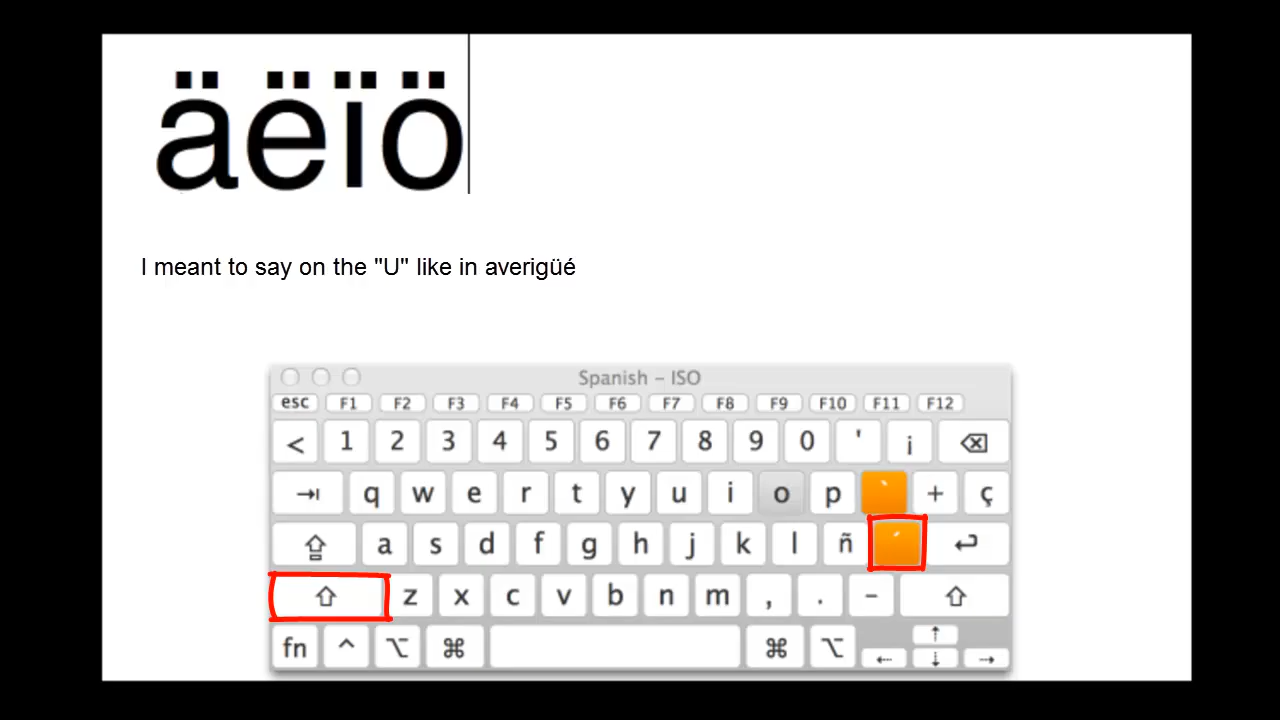 äëïö
I meant to say on the "U" like in averigüé
Spanish – ISO
esc F1 F2 F3 F4 F5 F6 F7 F8 F9 F10 F11 F12
< 1 2 3 4 5 6 7 8 9 0 ' ¡ ⌫
⇥ q w e r t y u i o p ` + ç
⇪ a s d f g h j k l ñ ´ ↩
⇧ z x c v b n m , . - ⇧
fn ^ ⌥ ⌘ ⌘ ⌥ ← ↑ ↓ →